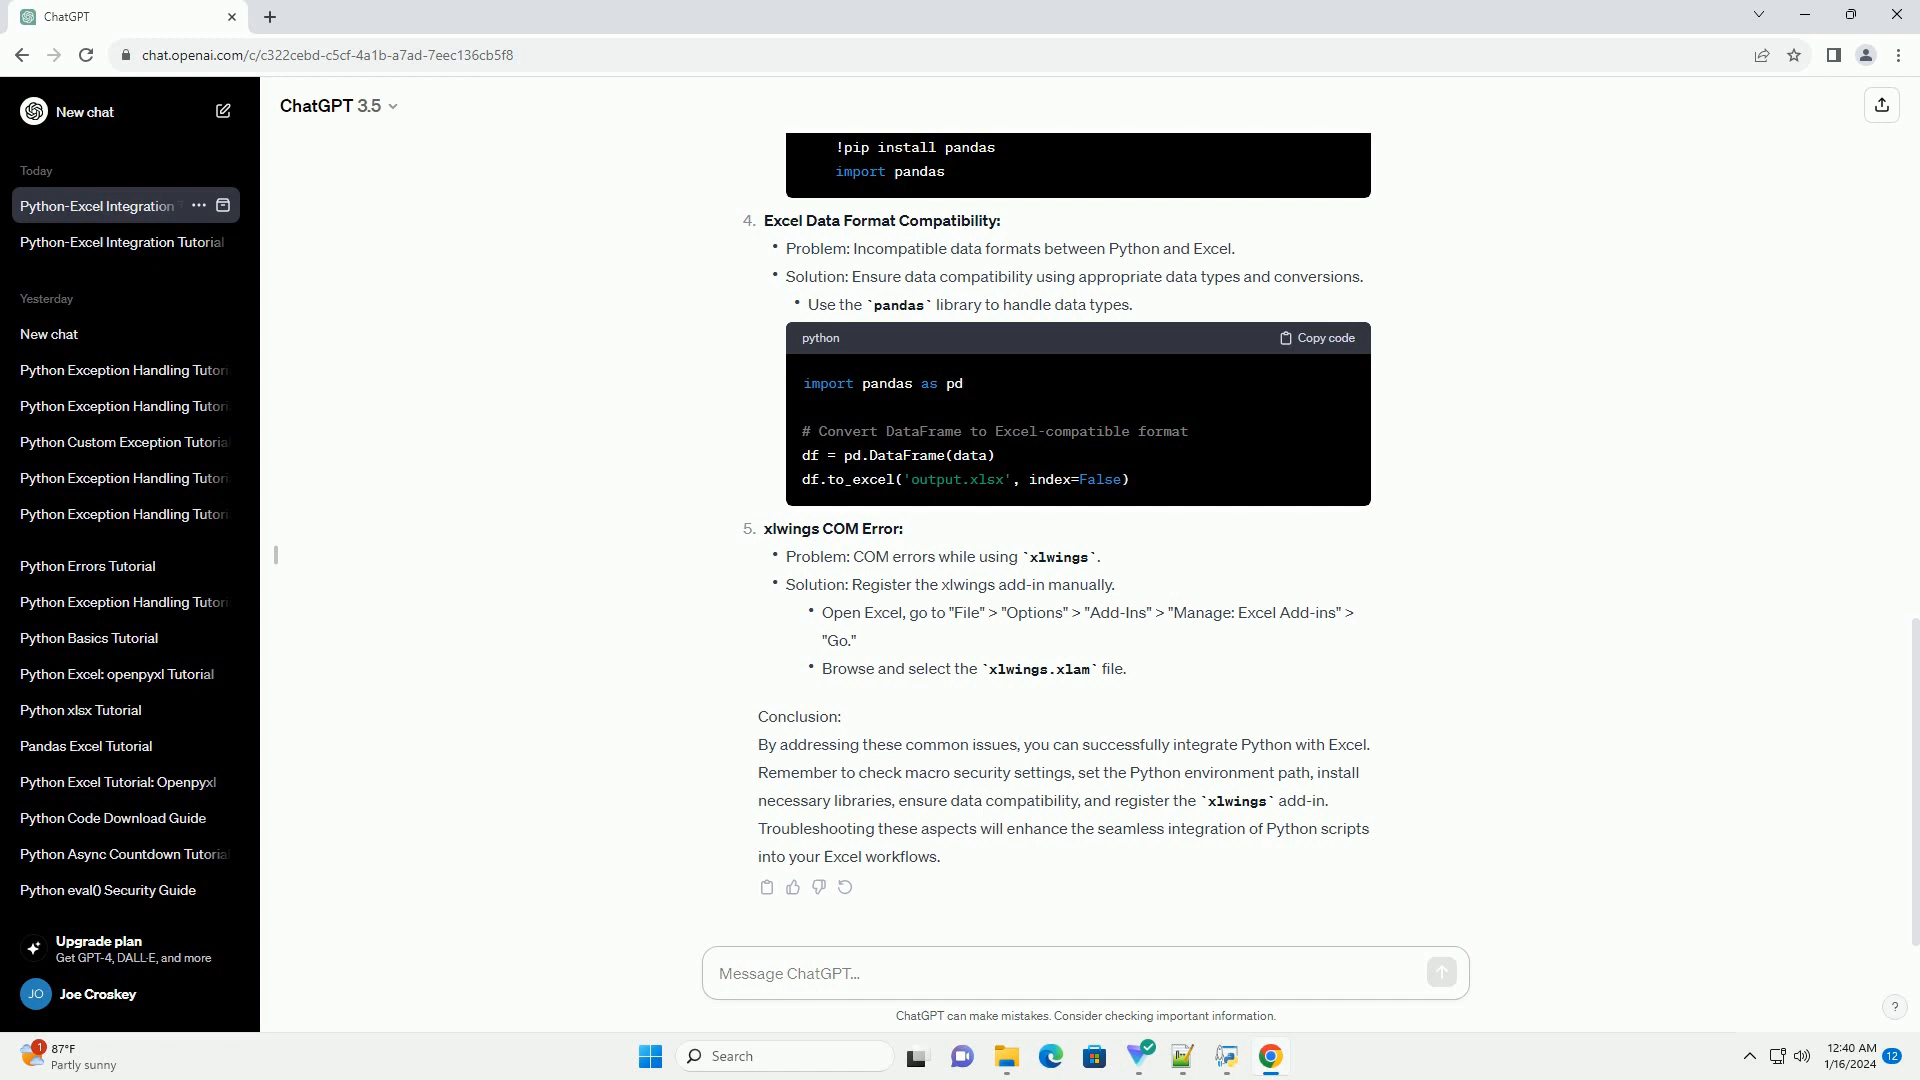 ChatGPT
chat.openai.com/c/c322cebd-c5cf-4a1b-a7ad-7eec136cb5f8
New chat
Today
Python-Excel Integration
Python-Excel Integration Tutorial
Yesterday
New chat
Python Exception Handling Tutori
Python Exception Handling Tutori
Python Custom Exception Tutoria
Python Exception Handling Tutori
Python Exception Handling Tutori
Python Errors Tutorial
Python Exception Handling Tutori
Python Basics Tutorial
Python Excel: openpyxl Tutorial
Python xlsx Tutorial
Pandas Excel Tutorial
Python Excel Tutorial: Openpyxl
Python Code Download Guide
Python Async Countdown Tutoria
Python eval() Security Guide
Upgrade plan
Get GPT-4, DALL·E, and more
JO Joe Croskey
ChatGPT 3.5
!pip install pandas
import pandas
4. Excel Data Format Compatibility:
• Problem: Incompatible data formats between Python and Excel.
• Solution: Ensure data compatibility using appropriate data types and conversions.
• Use the `pandas` library to handle data types.
python Copy code
import pandas as pd
# Convert DataFrame to Excel-compatible format
df = pd.DataFrame(data)
df.to_excel('output.xlsx', index=False)
5. xlwings COM Error:
• Problem: COM errors while using `xlwings`.
• Solution: Register the xlwings add-in manually.
• Open Excel, go to "File" > "Options" > "Add-Ins" > "Manage: Excel Add-ins" >
"Go."
• Browse and select the `xlwings.xlam` file.
Conclusion:
By addressing these common issues, you can successfully integrate Python with Excel.
Remember to check macro security settings, set the Python environment path, install
necessary libraries, ensure data compatibility, and register the `xlwings` add-in.
Troubleshooting these aspects will enhance the seamless integration of Python scripts
into your Excel workflows.
Message ChatGPT...
ChatGPT can make mistakes. Consider checking important information.
?
1
87°F
Partly sunny
Search
12:40 AM
1/16/2024
12